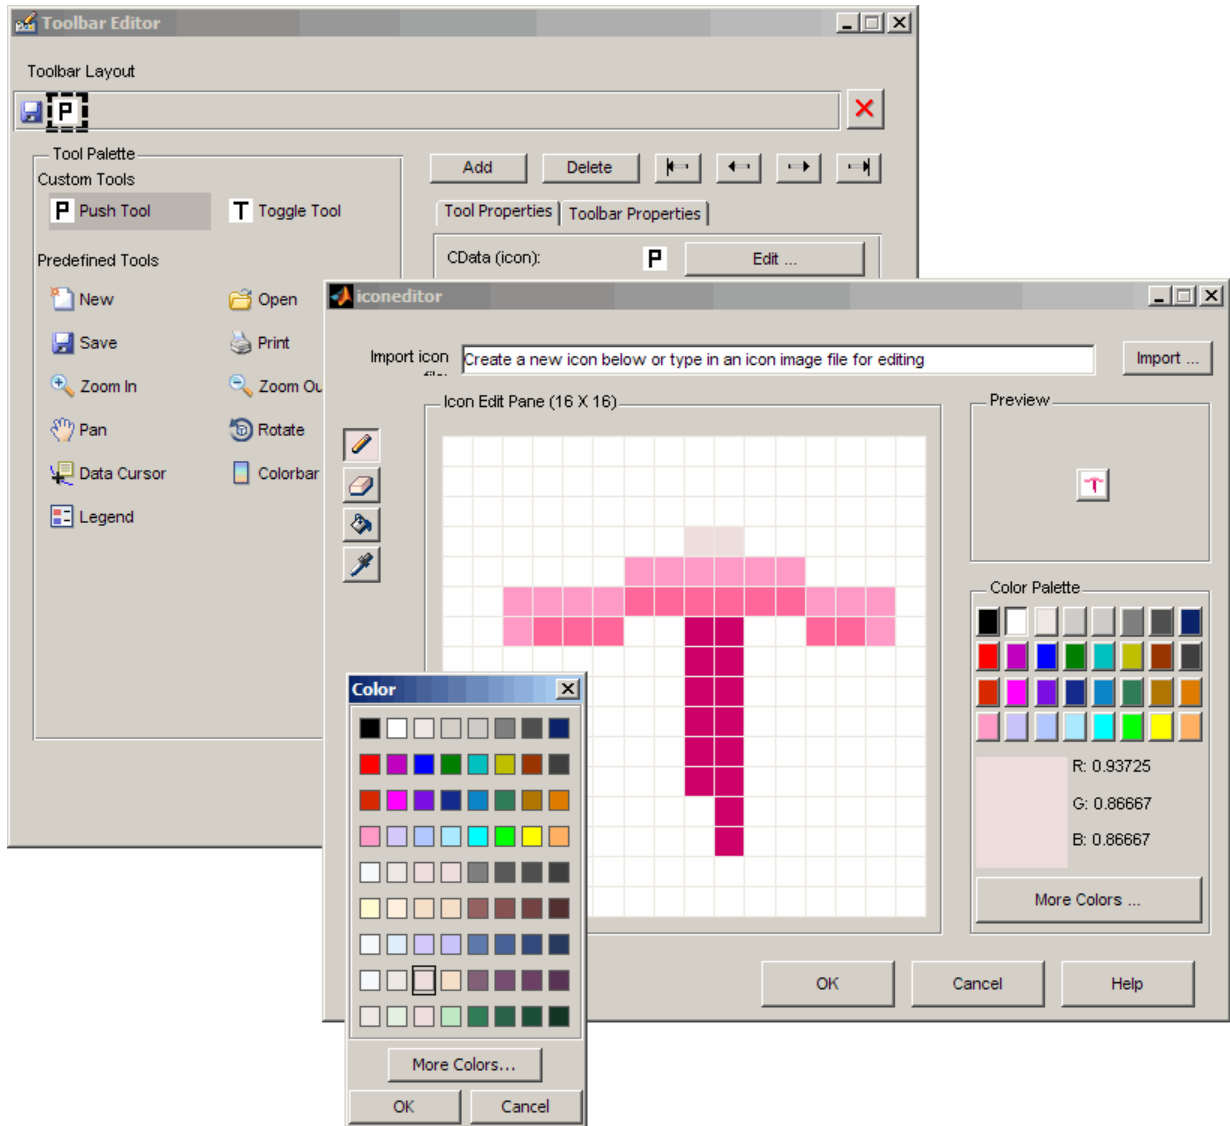 Toolbar Editor
Toolbar Layout
P
Tool Palette
Custom Tools
P Push Tool
T Toggle Tool
Predefined Tools
New
Open
Save
Print
Zoom In
Zoom Ou
Pan
Rotate
Data Cursor
Colorbar
Legend
Add
Delete
Tool Properties
Toolbar Properties
CData (icon):
P
Edit ...
iconeditor
Import icon
file:
Create a new icon below or type in an icon image file for editing
Import ...
Icon Edit Pane (16 X 16)
Preview
Color Palette
R: 0.93725
G: 0.86667
B: 0.86667
More Colors ...
OK
Cancel
Help
Color
More Colors...
OK
Cancel